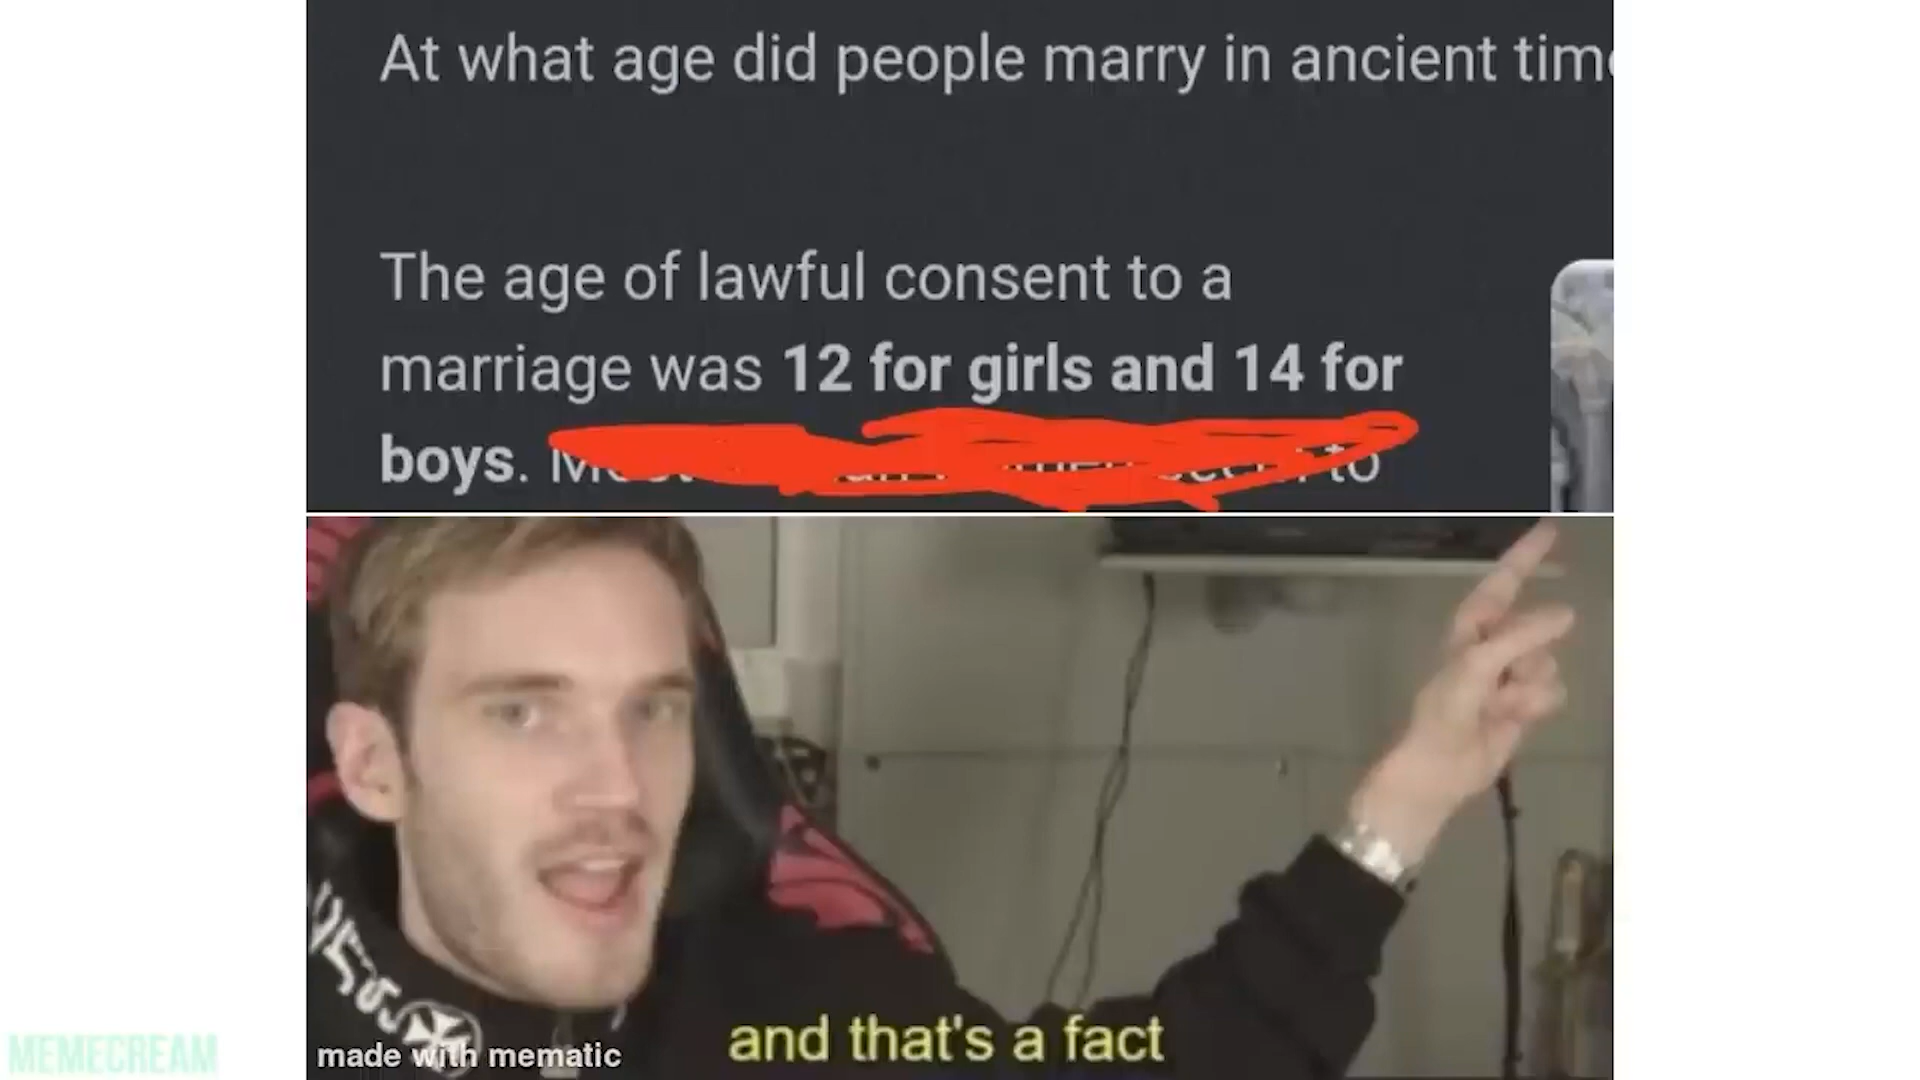 At what age did people marry in ancient
The age of lawful consent to a
marriage was 12 for girls and 14 for
boys. to
and that's a fact
made with mematic
MEMECREAM